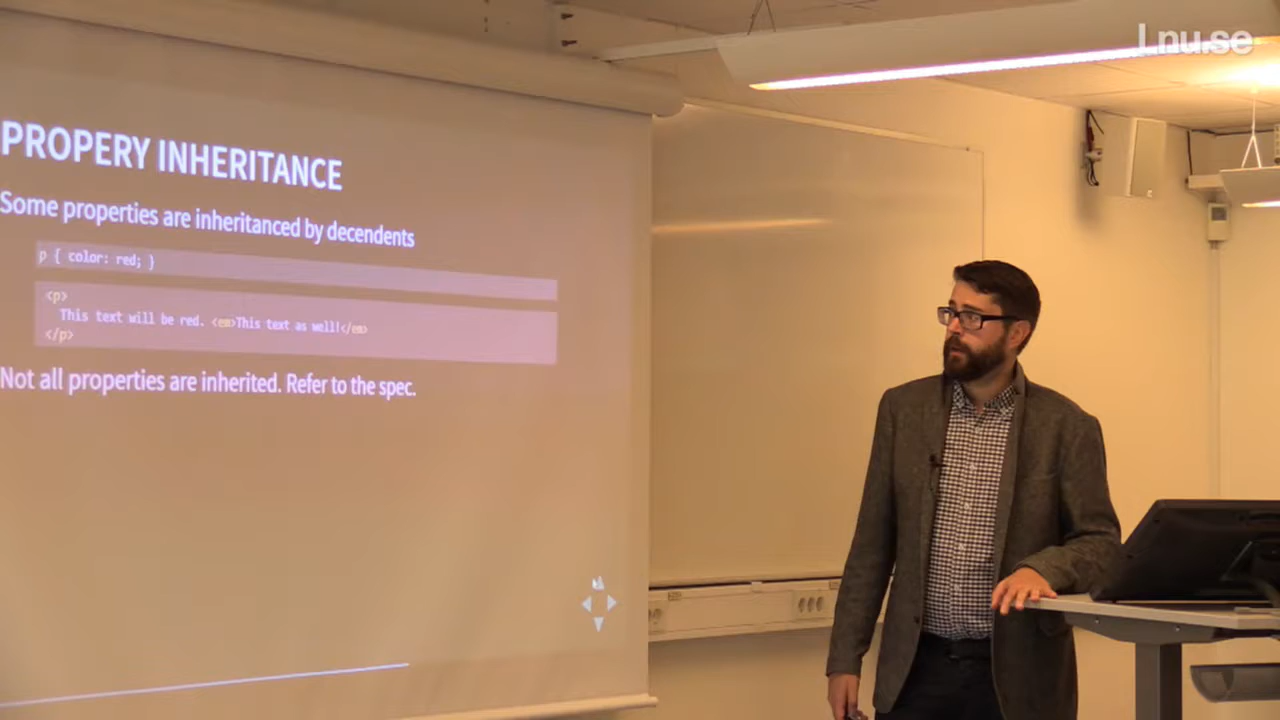 Lnu.se
PROPERY INHERITANCE
Some properties are inheritanced by decendents
p { color: red; }
<p>
This text will be red. <em>This text as well!</em>
</p>
Not all properties are inherited. Refer to the spec.